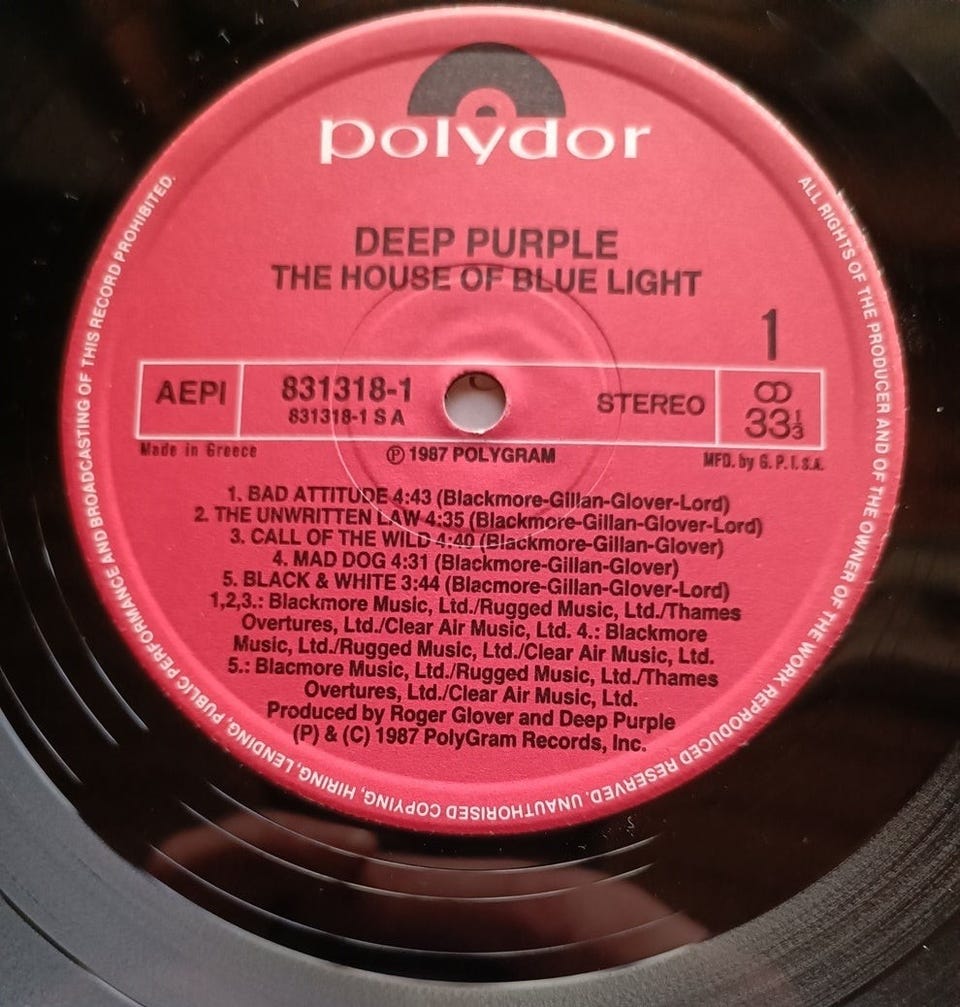 polydor
DEEP PURPLE
THE HOUSE OF BLUE LIGHT
1
AEPI
831318-1
831318-1 S A
STEREO
33⅓
Made in Greece
Ⓟ 1987 POLYGRAM
MFD. by G. P. I. S.A.
1. BAD ATTITUDE 4:43 (Blackmore-Gillan-Glover-Lord)
2. THE UNWRITTEN LAW 4:35 (Blackmore-Gillan-Glover-Lord)
3. CALL OF THE WILD 4:40 (Blackmore-Gillan-Glover)
4. MAD DOG 4:31 (Blackmore-Gillan-Glover)
5. BLACK & WHITE 3:44 (Blacmore-Gillan-Glover-Lord)
1,2,3.: Blackmore Music, Ltd./Rugged Music, Ltd./Thames
Overtures, Ltd./Clear Air Music, Ltd. 4.: Blackmore
Music, Ltd./Rugged Music, Ltd./Clear Air Music, Ltd.
5.: Blacmore Music, Ltd./Rugged Music, Ltd./Thames
Overtures, Ltd./Clear Air Music, Ltd.
Produced by Roger Glover and Deep Purple
(P) & (C) 1987 PolyGram Records, Inc.
ALL RIGHTS OF THE PRODUCER AND OF THE OWNER OF THE WORK REPRODUCED RESERVED. UNAUTHORISED COPYING, HIRING, LENDING, PUBLIC PERFORMANCE AND BROADCASTING OF THIS RECORD PROHIBITED.